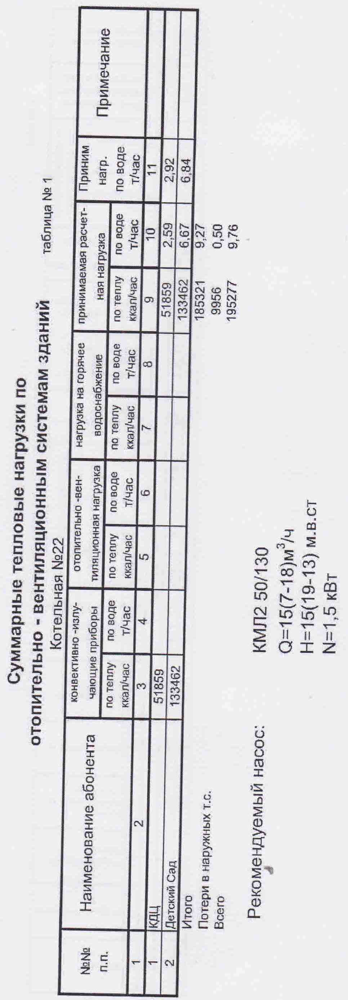 Суммарные тепловые нагрузки по
отопительно - вентиляционным системам зданий
Котельная №22
таблица № 1
№№ п.п. Наименование абонента конвективно -излу- чающие приборы отопительно -вен- тиляционная нагрузка нагрузка на горячее водоснабжение принимаемая расчет- ная нагрузка Приним нагр. по воде т/час Примечание
по теплу ккал/час по воде т/час по теплу ккал/час по воде т/час по теплу ккал/час по воде т/час по теплу ккал/час по воде т/час
1 2 3 4 5 6 7 8 9 10 11
1 КДЦ 51859 51859 2,59 2,92
2 Детский Сад 133462 133462 6,67 6,84
Итого 185321 9,27
Потери в наружных т.с. 9956 0,50
Всего 195277 9,76
Рекомендуемый насос: КМЛ2 50/130
Q=15(7-18)м³/ч
Н=15(19-13) м.в.ст
N=1,5 кВт